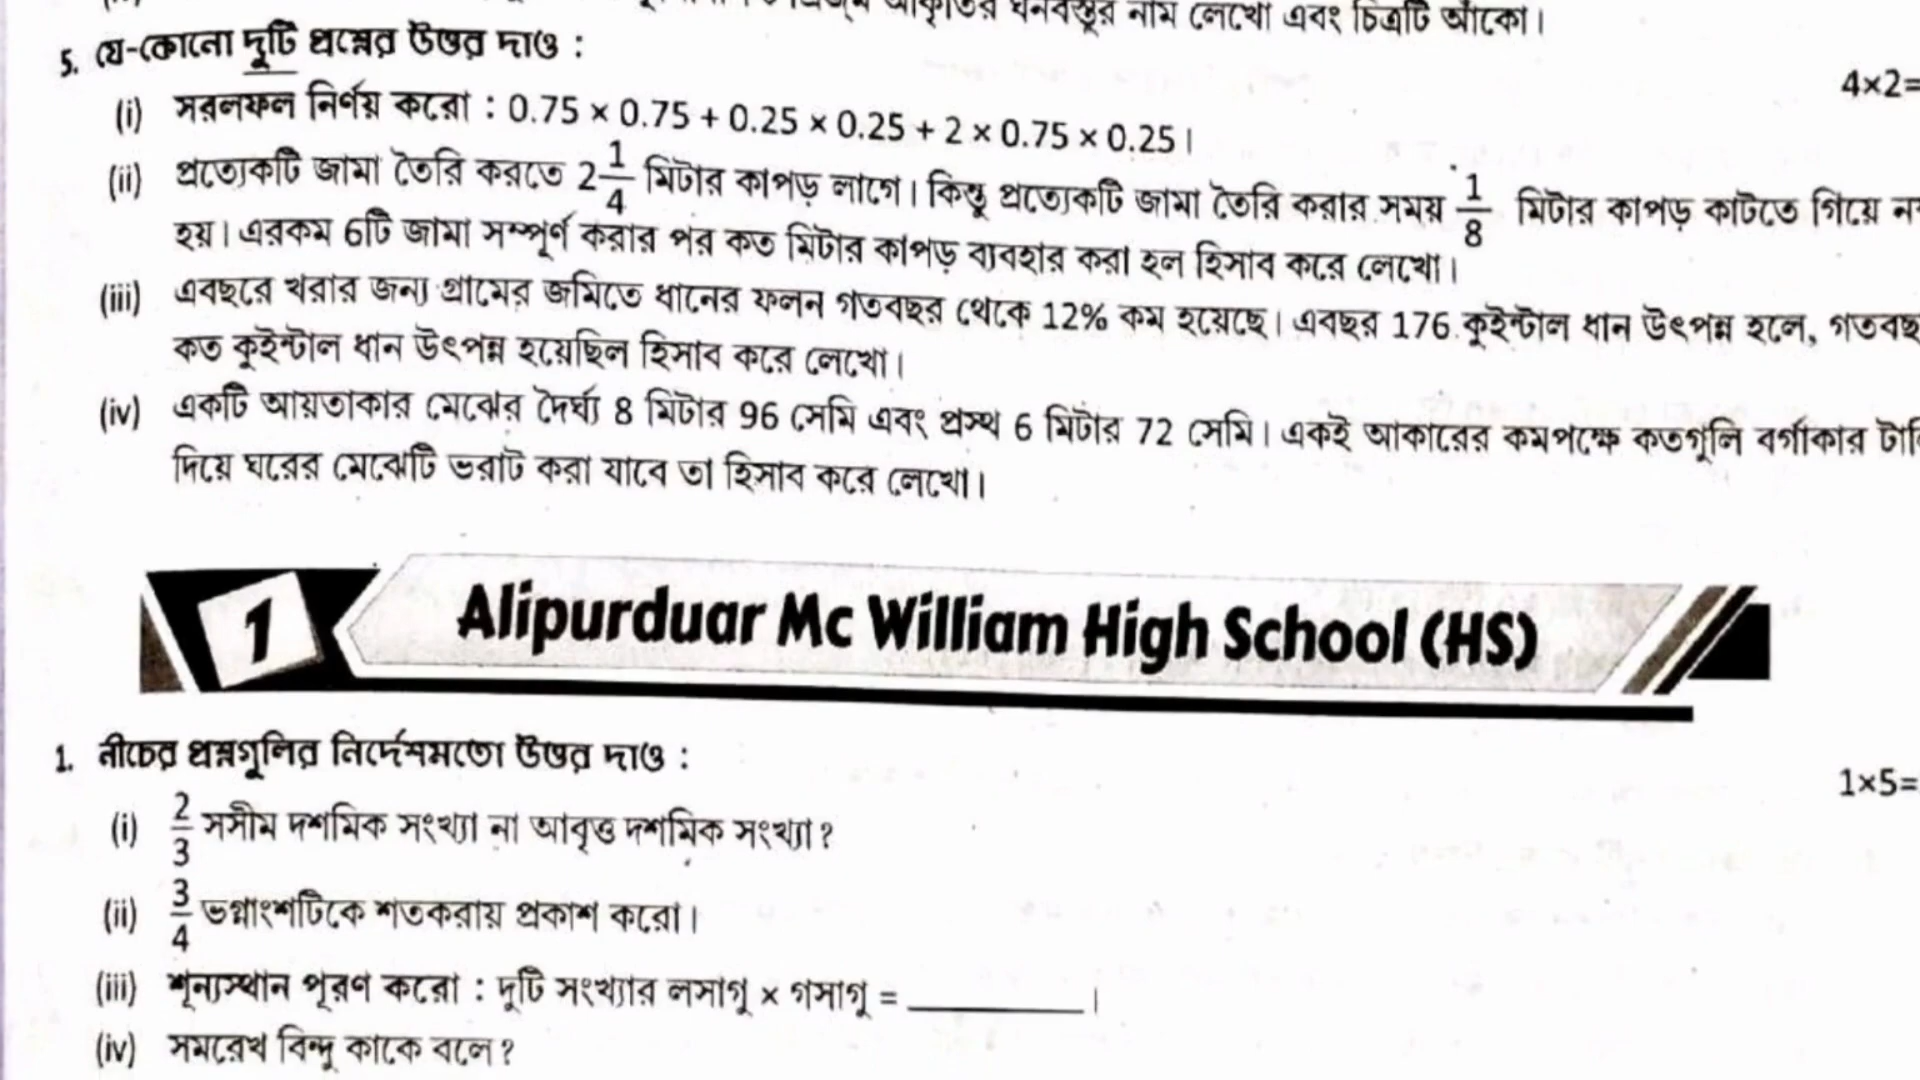 আকৃতির ঘনবস্তুর নাম লেখো এবং চিত্রটি আঁকো।
5. যে-কোনো দুটি প্রশ্নের উত্তর দাও :
4×2=
(i) সরলফল নির্ণয় করো : 0.75 × 0.75 + 0.25 × 0.25 + 2 × 0.75 × 0.25।
(ii) প্রত্যেকটি জামা তৈরি করতে 2 1/4 মিটার কাপড় লাগে। কিন্তু প্রত্যেকটি জামা তৈরি করার সময় 1/8 মিটার কাপড় কাটতে গিয়ে
হয়। এরকম 6টি জামা সম্পূর্ণ করার পর কত মিটার কাপড় ব্যবহার করা হল হিসাব করে লেখো।
(iii) এবছরে খরার জন্য গ্রামের জমিতে ধানের ফলন গতবছর থেকে 12% কম হয়েছে। এবছর 176 কুইন্টাল ধান উৎপন্ন হলে, গতবছ
কত কুইন্টাল ধান উৎপন্ন হয়েছিল হিসাব করে লেখো।
(iv) একটি আয়তাকার মেঝের দৈর্ঘ্য 8 মিটার 96 সেমি এবং প্রস্থ 6 মিটার 72 সেমি। একই আকারের কমপক্ষে কতগুলি বর্গাকার টালি
দিয়ে ঘরের মেঝেটি ভরাট করা যাবে তা হিসাব করে লেখো।
1 Alipurduar Mc William High School (HS)
1. নীচের প্রশ্নগুলির নির্দেশমতো উত্তর দাও :
1×5=
(i) 2/3 সসীম দশমিক সংখ্যা না আবৃত্ত দশমিক সংখ্যা?
(ii) 3/4 ভগ্নাংশটিকে শতকরায় প্রকাশ করো।
(iii) শূন্যস্থান পূরণ করো : দুটি সংখ্যার লসাগু × গসাগু = __________।
(iv) সমরেখ বিন্দু কাকে বলে?